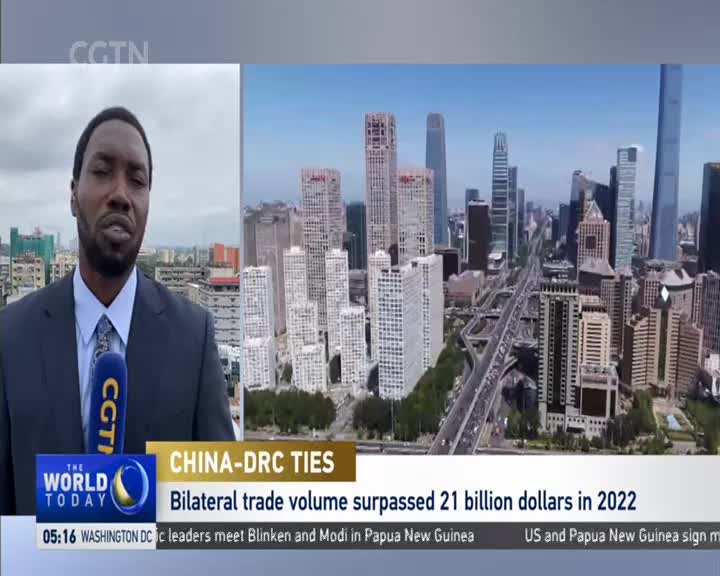 CGTN
CGTN
CHINA-DRC TIES
THE
WORLD
TODAY
Bilateral trade volume surpassed 21 billion dollars in 2022
05:16 WASHINGTON DC
ic leaders meet Blinken and Modi in Papua New Guinea US and Papua New Guinea sign m